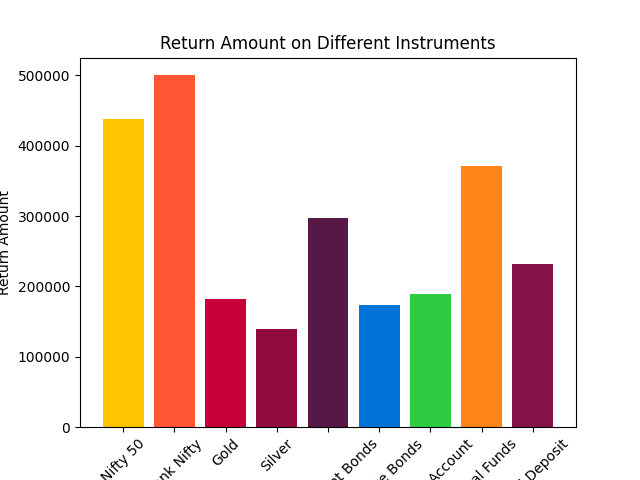 Return Amount on Different Instruments
500000
400000
300000
200000
100000
0
Return Amount
Nifty 50
nk Nifty
Gold
Silver
Bonds
Bonds
Account
Funds
Deposit